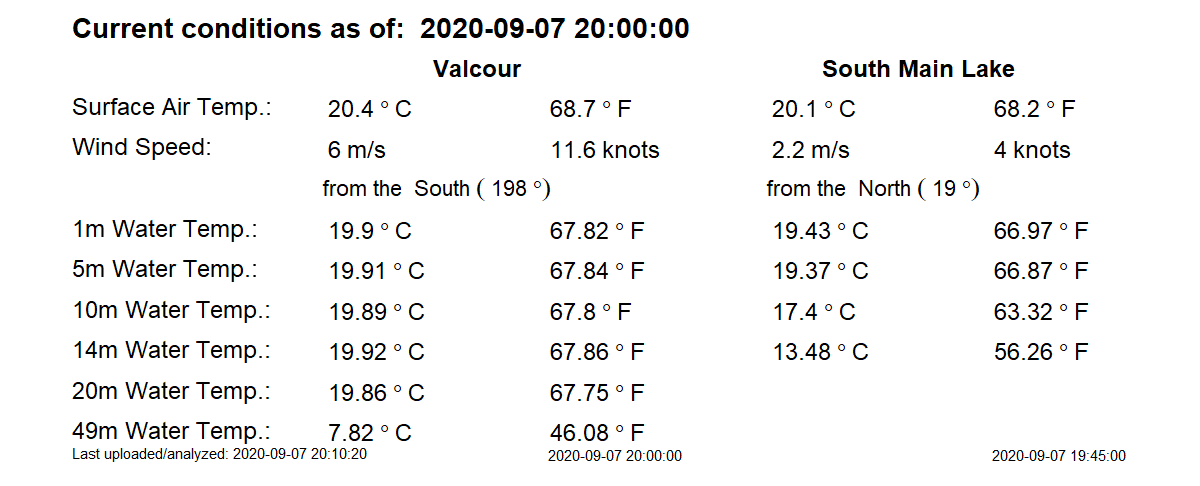 Current conditions as of: 2020-09-07 20:00:00
Valcour South Main Lake
Surface Air Temp.: 20.4 ° C 68.7 ° F 20.1 ° C 68.2 ° F
Wind Speed: 6 m/s 11.6 knots 2.2 m/s 4 knots
from the South ( 198 °) from the North ( 19 °)
1m Water Temp.: 19.9 ° C 67.82 ° F 19.43 ° C 66.97 ° F
5m Water Temp.: 19.91 ° C 67.84 ° F 19.37 ° C 66.87 ° F
10m Water Temp.: 19.89 ° C 67.8 ° F 17.4 ° C 63.32 ° F
14m Water Temp.: 19.92 ° C 67.86 ° F 13.48 ° C 56.26 ° F
20m Water Temp.: 19.86 ° C 67.75 ° F
49m Water Temp.: 7.82 ° C 46.08 ° F
Last uploaded/analyzed: 2020-09-07 20:10:20 2020-09-07 20:00:00 2020-09-07 19:45:00